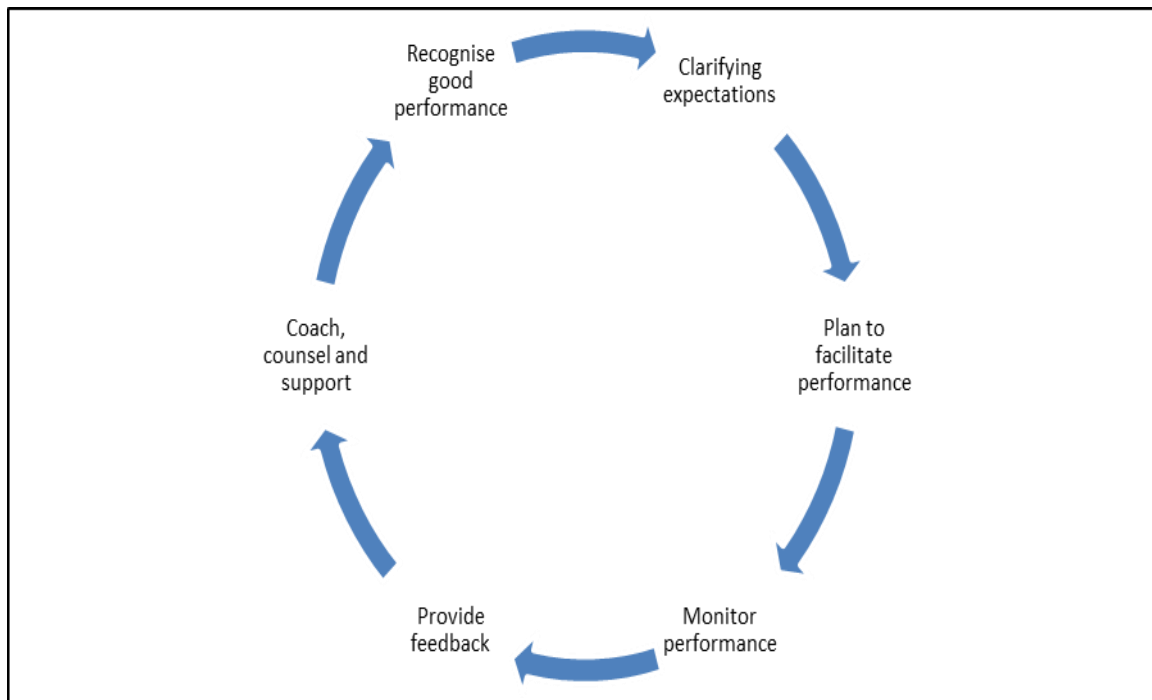 Recognise
good
performance
Clarifying
expectations
Plan to
facilitate
performance
Monitor
performance
Provide
feedback
Coach,
counsel and
support